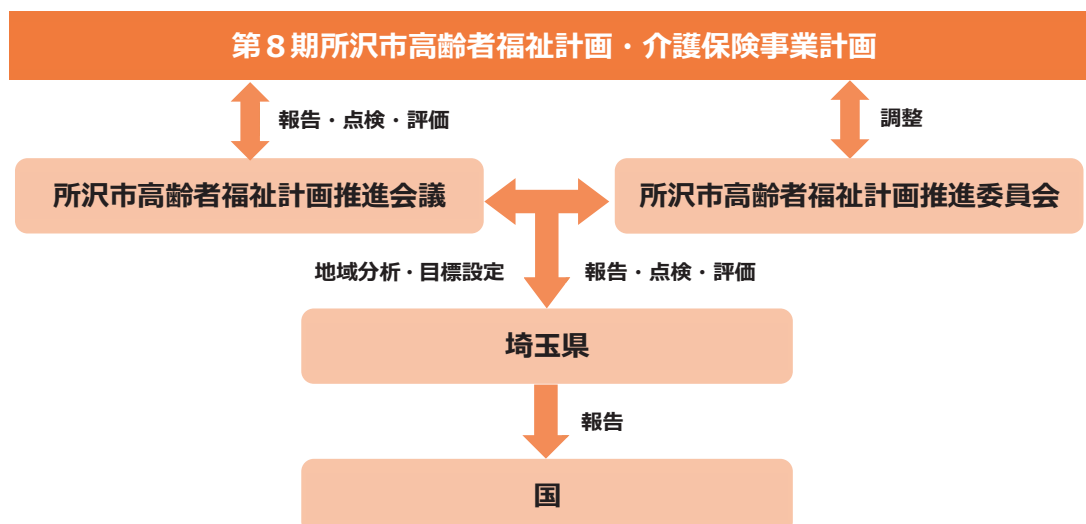 第８期所沢市高齢者福祉計画・介護保険事業計画
報告・点検・評価
調整
所沢市高齢者福祉計画推進会議
所沢市高齢者福祉計画推進委員会
地域分析・目標設定
報告・点検・評価
埼玉県
報告
国